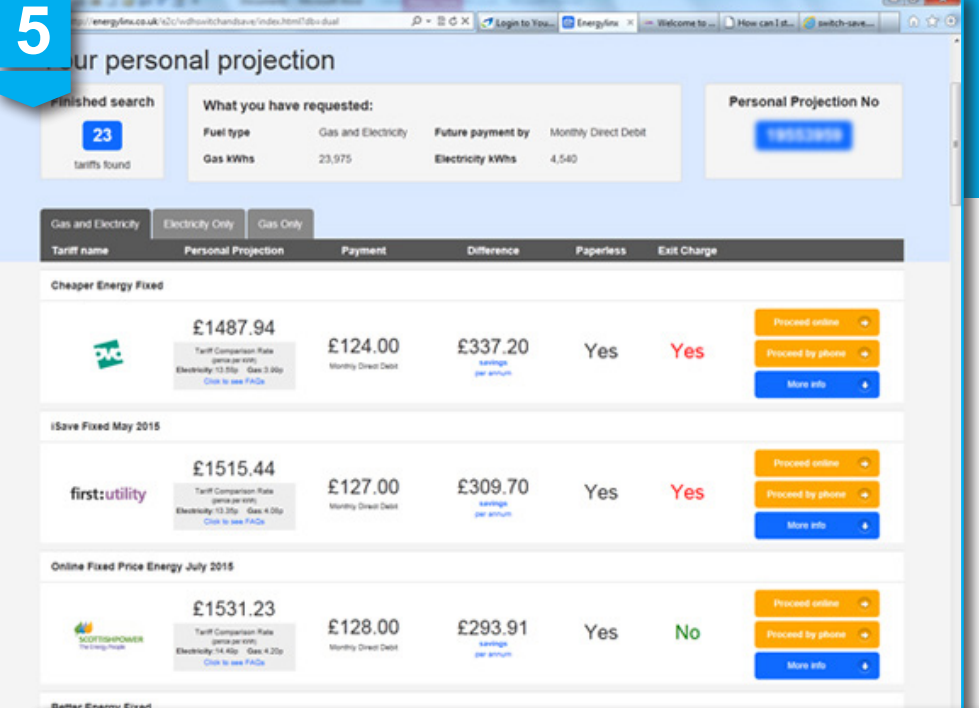 5
energylinx.co.uk/e2c/wdhswitchandsave/index.html?db=dual
Login to You...
Energylinx
Welcome to ...
How can I st...
switch-save....
Your personal projection
Finished search
23
tariffs found
What you have requested:
Fuel type Gas and Electricity Future payment by Monthly Direct Debit
Gas kWhs 23,975 Electricity kWhs 4,540
Personal Projection No
Gas and Electricity Electricity Only Gas Only
Tariff name Personal Projection Payment Difference Paperless Exit Charge
Cheaper Energy Fixed
£1487.94
Tariff Comparison Rate
(pence per kWh)
Electricity: 13.50p Gas: 3.99p
Click to see FAQs
£124.00
Monthly Direct Debit
£337.20
savings
per annum
Yes
Yes
Proceed online
Proceed by phone
More info
iSave Fixed May 2015
first:utility
£1515.44
Tariff Comparison Rate
(pence per kWh)
Electricity: 13.35p Gas: 4.09p
Click to see FAQs
£127.00
Monthly Direct Debit
£309.70
savings
per annum
Yes
Yes
Proceed online
Proceed by phone
More info
Online Fixed Price Energy July 2015
SCOTTISHPOWER
The Energy People
£1531.23
Tariff Comparison Rate
(pence per kWh)
Electricity: 14.40p Gas: 4.20p
Click to see FAQs
£128.00
Monthly Direct Debit
£293.91
savings
per annum
Yes
No
Proceed online
Proceed by phone
More info
Better Energy Fixed